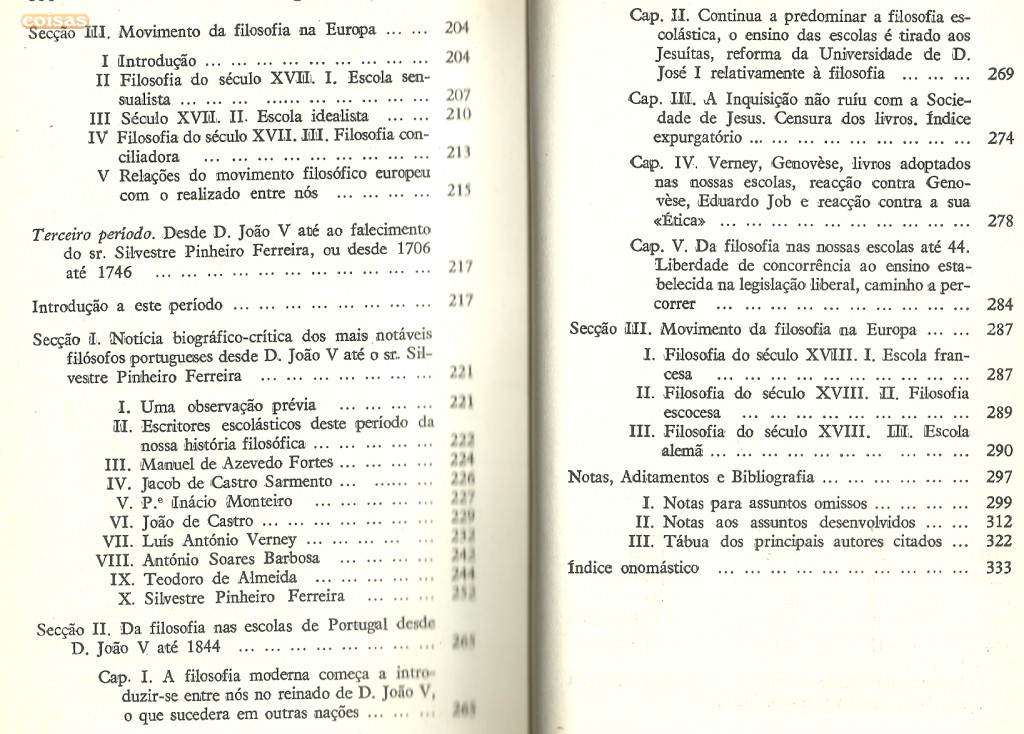 coisas
Secção III. Movimento da filosofia na Europa ... ... 204
I Introdução ... ... ... ... ... ... ... ... ... ... 204
II Filosofia do século XVII. I. Escola sen-
sualista ... ... ... ...... ... ... ... ... ... ... 207
III Século XVII. II. Escola idealista ... ... 210
IV Filosofia do século XVII. III. Filosofia con-
ciliadora ... ... ... ... ... ... ... ... ... ... 213
V Relações do movimento filosófico europeu
com o realizado entre nós ... ... ... ... 215
Terceiro período. Desde D. João V até ao falecimento
do sr. Silvestre Pinheiro Ferreira, ou desde 1706
até 1746 ... ... ... ... ... ... ... ... ... ... ... ... 217
Introdução a este período ... ... ... ... ... ... ... ... 217
Secção I. Notícia biográfico-crítica dos mais notáveis
filósofos portugueses desde D. João V até o sr. Sil-
vestre Pinheiro Ferreira ... ... ... ... ... ... ... 221
I. Uma observação prévia ... ... ... ... 221
II. Escritores escolásticos deste período da
nossa história filosófica ... ... ... ... ... 222
III. Manuel de Azevedo Fortes ... ... ... ... 224
IV. Jacob de Castro Sarmento ... ...... ... 226
V. P.e Inácio Monteiro ... ... ... ... ... 227
VI. João de Castro ... ... ... ... ... ... ... 229
VII. Luís António Verney ... ... ... ... ... 232
VIII. António Soares Barbosa ... ... ... ... 242
IX. Teodoro de Almeida ... ... ... ... ... 244
X. Silvestre Pinheiro Ferreira ... ... ... 252
Secção II. Da filosofia nas escolas de Portugal desde
D. João V até 1844 ... ... ... ... ... ... ... ... 265
Cap. I. A filosofia moderna começa a intro-
duzir-se entre nós no reinado de D. João V,
o que sucedera em outras nações ... ... ... 265
Cap. II. Continua a predominar a filosofia es-
colástica, o ensino das escolas é tirado aos
Jesuítas, reforma da Universidade de D.
José I relativamente à filosofia ... ... ... 269
Cap. III. A Inquisição não ruíu com a Socie-
dade de Jesus. Censura dos livros. Índice
expurgatório ... ... ... ... ... ... ... ... ... 274
Cap. IV. Verney, Genovèse, livros adoptados
nas nossas escolas, reacção contra Geno-
vèse, Eduardo Job e reacção contra a sua
«Ética» ... ... ... ... ... ... ... ... ... ... 278
Cap. V. Da filosofia nas nossas escolas até 44.
Liberdade de concorrência ao ensino esta-
belecida na legislação liberal, caminho a per-
correr ... ... ... ... ... ... ... ... ... ... 284
Secção III. Movimento da filosofia na Europa ... ... 287
I. Filosofia do século XVIII. I. Escola fran-
cesa ... ... ... ... ... ... ... ... ... ... 287
II. Filosofia do século XVIII. II. Filosofia
escocesa ... ... ... ... ... ... ... ... ... 289
III. Filosofia do século XVIII. III. Escola
alemã ... ... ... ... ... ... ... ... ... ... 290
Notas, Aditamentos e Bibliografia ... ... ... ... ... ... 297
I. Notas para assuntos omissos ... ... ... ... 299
II. Notas aos assuntos desenvolvidos ... ... 312
III. Tábua dos principais autores citados ... 322
Índice onomástico ... ... ... ... ... ... ... ... ... ... 333